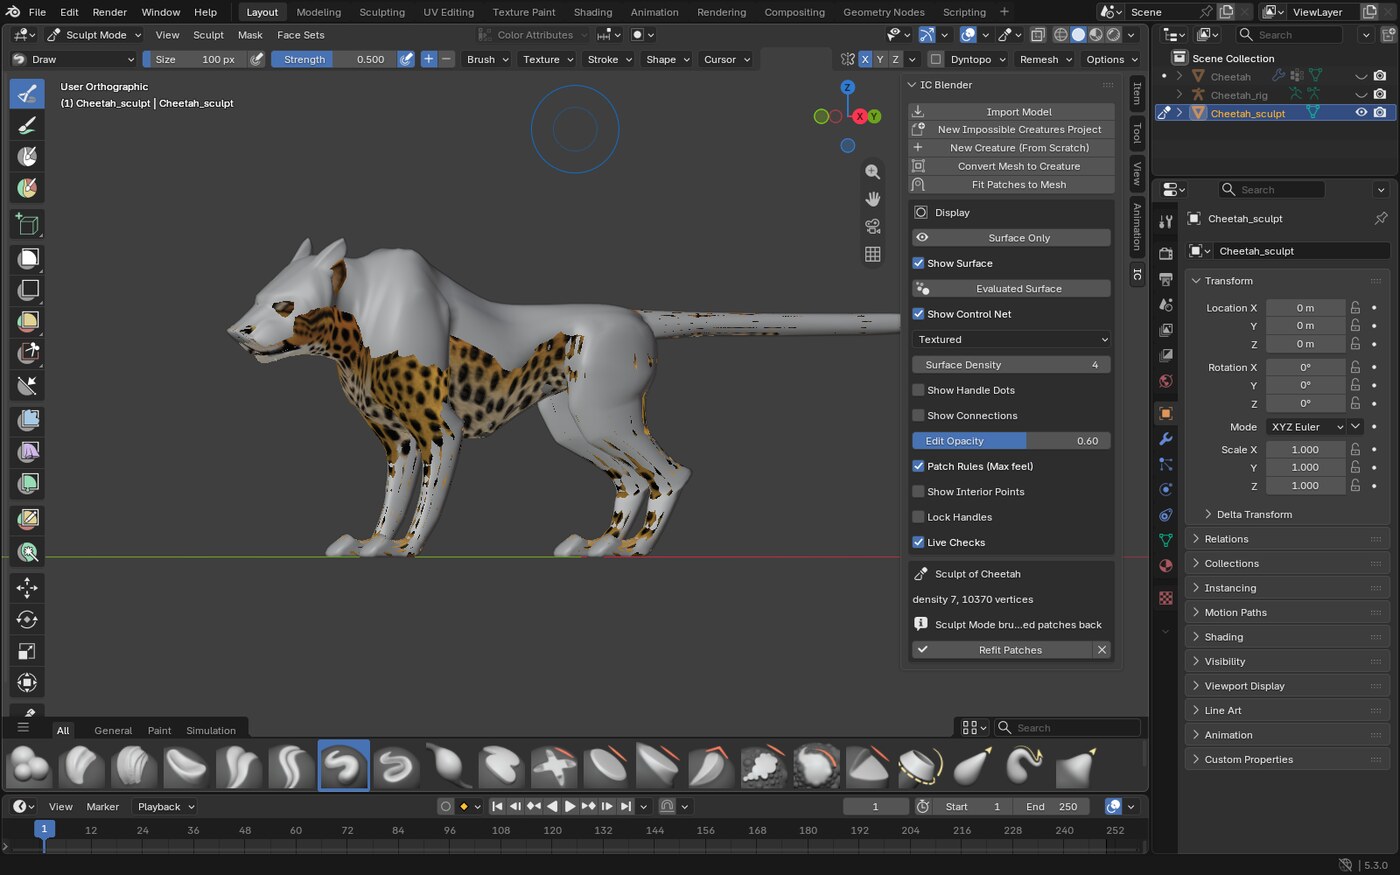 File Edit Render Window Help Layout Modeling Sculpting UV Editing Texture Paint Shading Animation Rendering Compositing Geometry Nodes Scripting + Scene ViewLayer
Sculpt Mode View Sculpt Mask Face Sets Color Attributes
Draw Size 100 px Strength 0.500 + - Brush Texture Stroke Shape Cursor X Y Z Dyntopo Remesh Options
User Orthographic
(1) Cheetah_sculpt | Cheetah_sculpt
Z
X
Y
IC Blender
Import Model
New Impossible Creatures Project
New Creature (From Scratch)
Convert Mesh to Creature
Fit Patches to Mesh
Display
Surface Only
Show Surface
Evaluated Surface
Show Control Net
Textured
Surface Density 4
Show Handle Dots
Show Connections
Edit Opacity 0.60
Patch Rules (Max feel)
Show Interior Points
Lock Handles
Live Checks
Sculpt of Cheetah
density 7, 10370 vertices
Sculpt Mode bru...ed patches back
Refit Patches
Item
Tool
View
Animation
IC
Search
Scene Collection
Cheetah
Cheetah_rig
Cheetah_sculpt
Search
Cheetah_sculpt
Cheetah_sculpt
Transform
Location X 0 m
Y 0 m
Z 0 m
Rotation X 0°
Y 0°
Z 0°
Mode XYZ Euler
Scale X 1.000
Y 1.000
Z 1.000
Delta Transform
Relations
Collections
Instancing
Motion Paths
Shading
Visibility
Viewport Display
Line Art
Animation
Custom Properties
All General Paint Simulation Search
View Marker Playback 1 Start 1 End 250
1 12 24 36 48 60 72 84 96 108 120 132 144 156 168 180 192 204 216 228 240 252
5.3.0